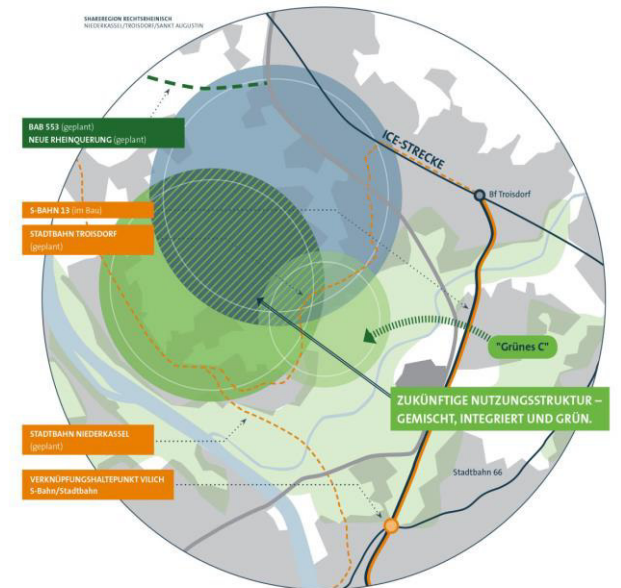 SHAREREGION RECHTSRHEINISCH
NIEDERKASSEL/TROISDORF/SANKT AUGUSTIN
BAB 553 (geplant)
NEUE RHEINQUERUNG (geplant)
ICE-STRECKE
Bf Troisdorf
S-BAHN 13 (im Bau)
STADTBAHN TROISDORF
(geplant)
"Grünes C"
ZUKÜNFTIGE NUTZUNGSSTRUKTUR –
GEMISCHT, INTEGRIERT UND GRÜN.
STADTBAHN NIEDERKASSEL
(geplant)
Stadtbahn 66
VERKNÜPFUNGSHALTEPUNKT VILICH
S-Bahn/Stadtbahn